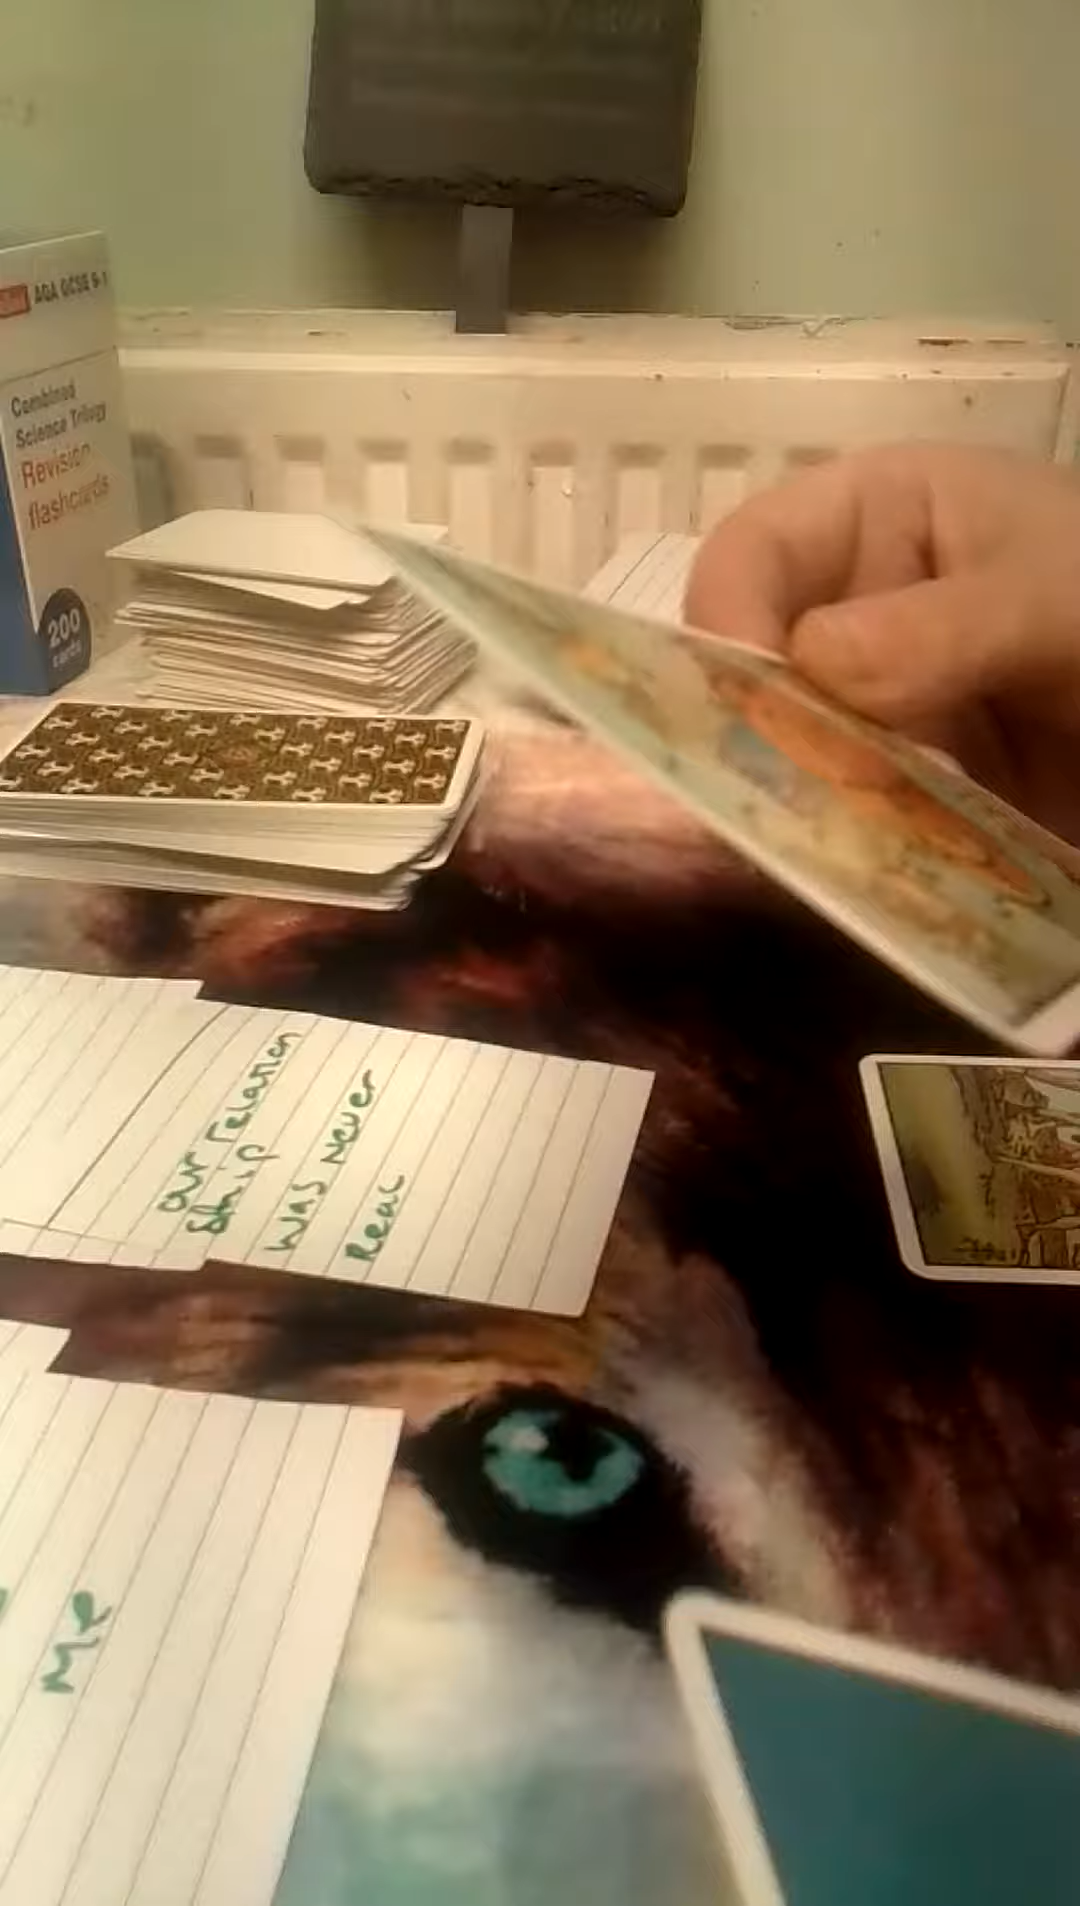 AQA GCSE 9-1
Combined
Science Trilogy
Revision
flashcards
200
cards
our relation
ship
was never
real
me